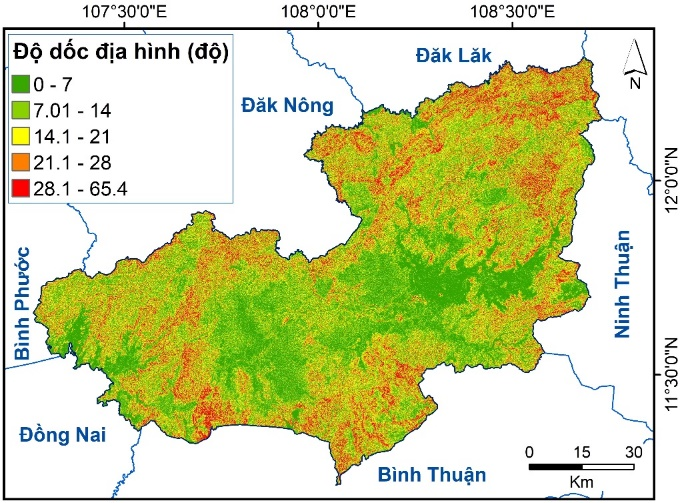 107°30'0"E 108°0'0"E 108°30'0"E
Độ dốc địa hình (độ)
0 - 7
7.01 - 14
14.1 - 21
21.1 - 28
28.1 - 65.4
Đăk Lăk
N
Đăk Nông
12°0'0"N
Ninh Thuận
Bình Phước
11°30'0"N
Đồng Nai
Bình Thuận
0 15 30
Km